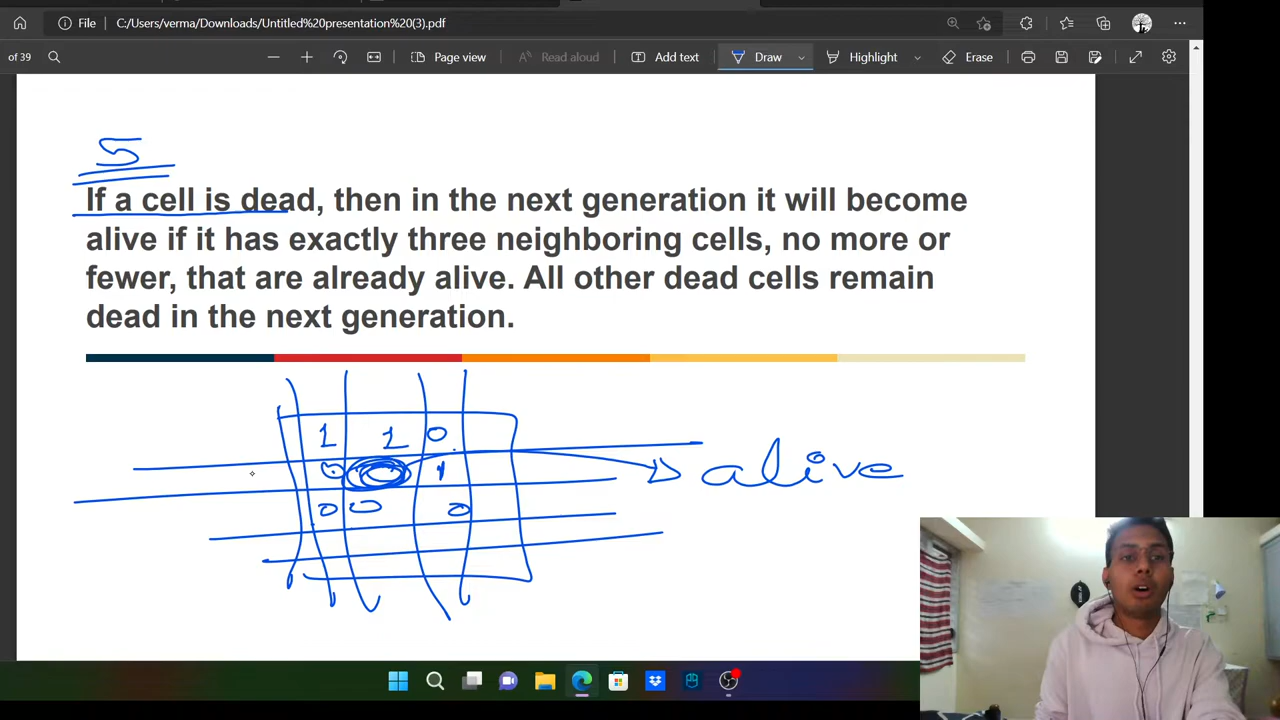 File C:/Users/verma/Downloads/Untitled%20presentation%20(3).pdf
of 39 Page view Read aloud Add text Draw Highlight Erase
5
If a cell is dead, then in the next generation it will become
alive if it has exactly three neighboring cells, no more or
fewer, that are already alive. All other dead cells remain
dead in the next generation.
1 1 0
0 1 alive
0 0 0